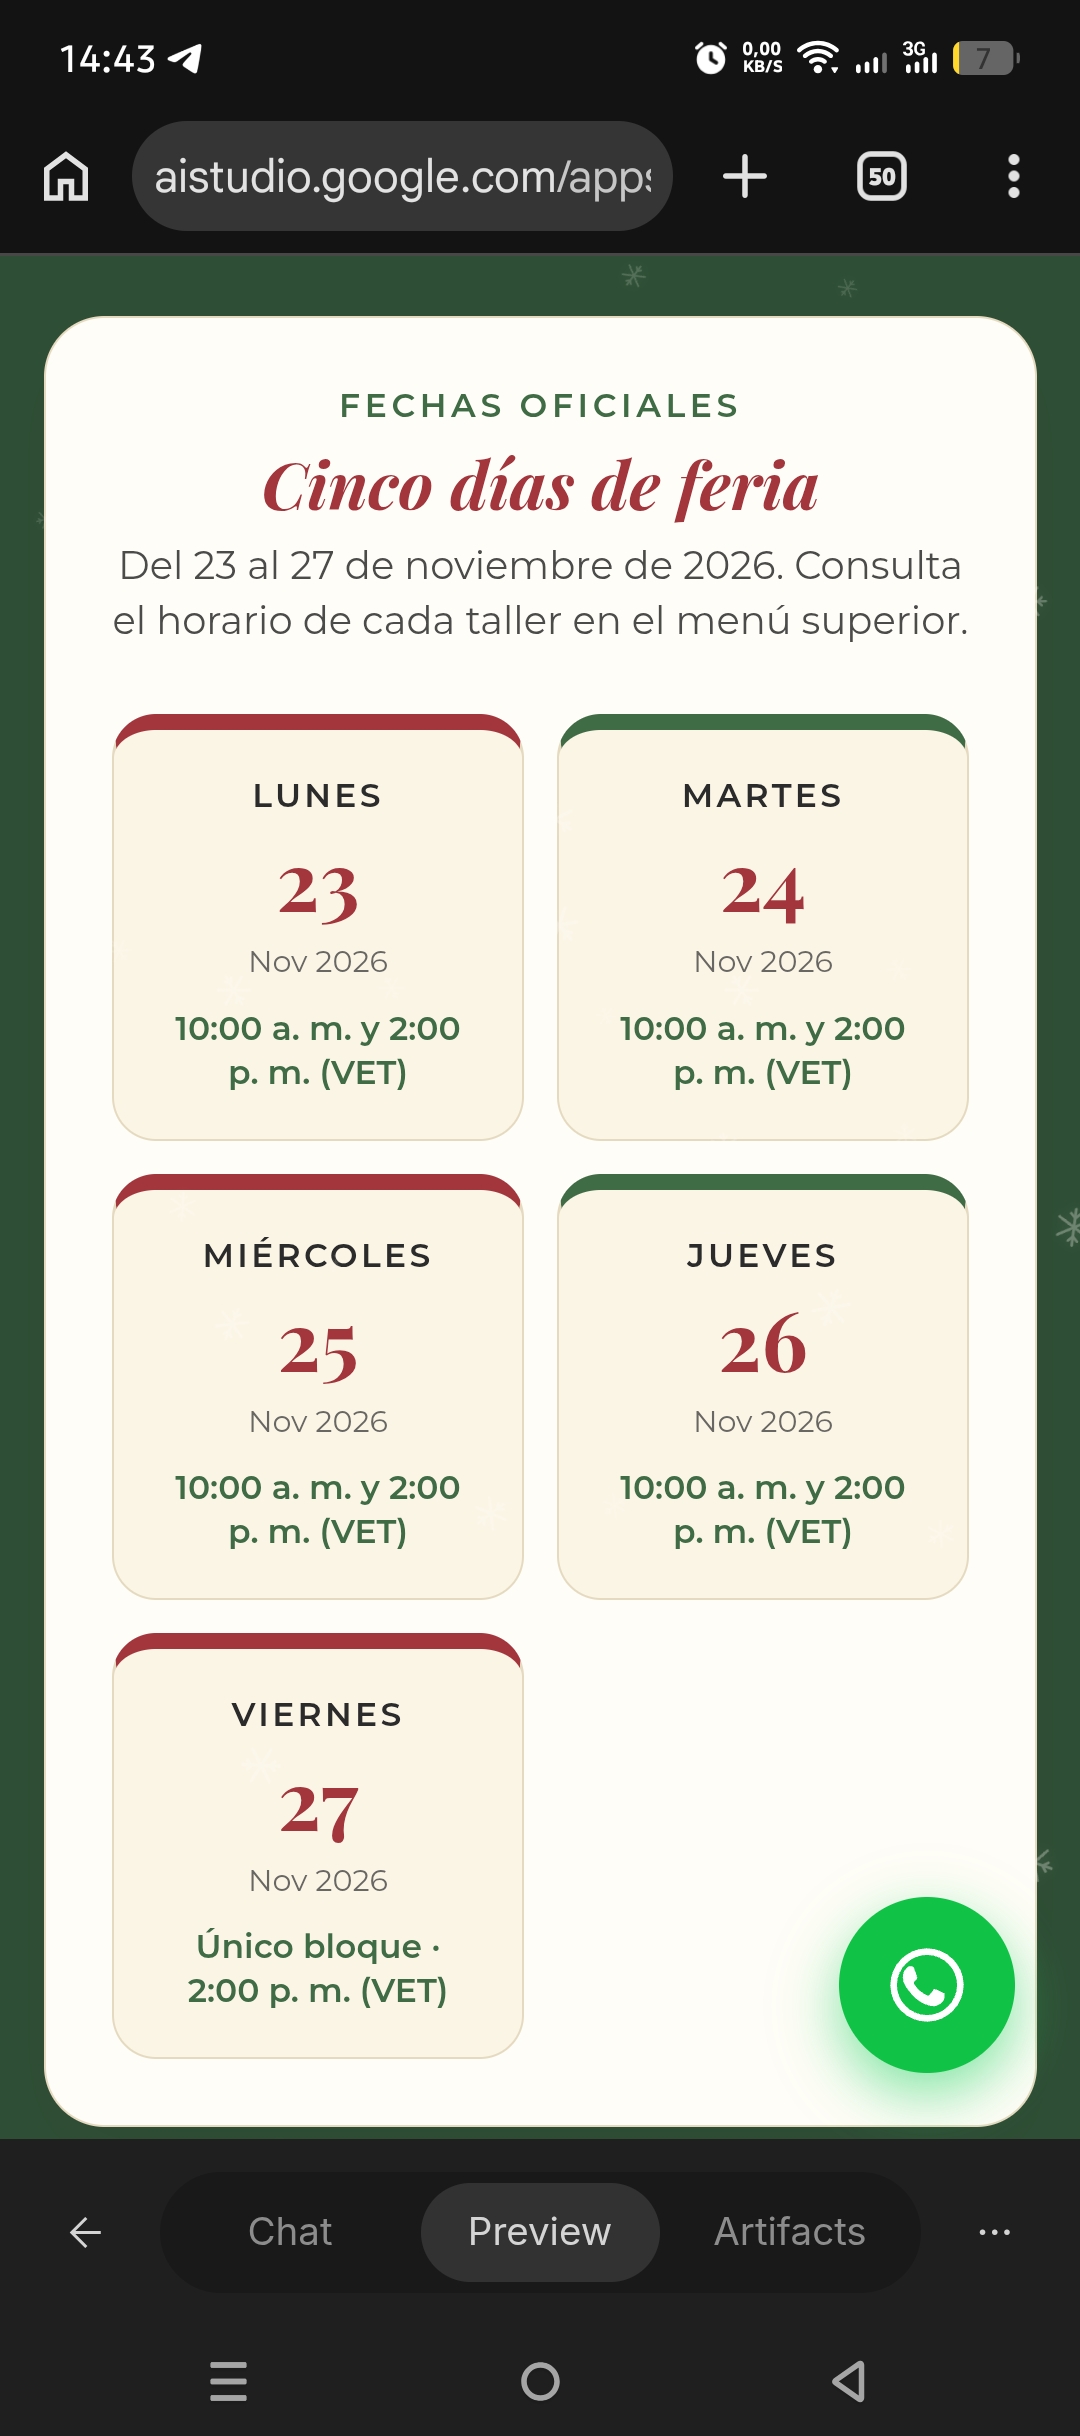 14:43
0,00
KB/S
3G
7
aistudio.google.com/apps
50
FECHAS OFICIALES
Cinco días de feria
Del 23 al 27 de noviembre de 2026. Consulta
el horario de cada taller en el menú superior.
LUNES
23
Nov 2026
10:00 a. m. y 2:00
p. m. (VET)
MARTES
24
Nov 2026
10:00 a. m. y 2:00
p. m. (VET)
MIÉRCOLES
25
Nov 2026
10:00 a. m. y 2:00
p. m. (VET)
JUEVES
26
Nov 2026
10:00 a. m. y 2:00
p. m. (VET)
VIERNES
27
Nov 2026
Único bloque ·
2:00 p. m. (VET)
Chat
Preview
Artifacts